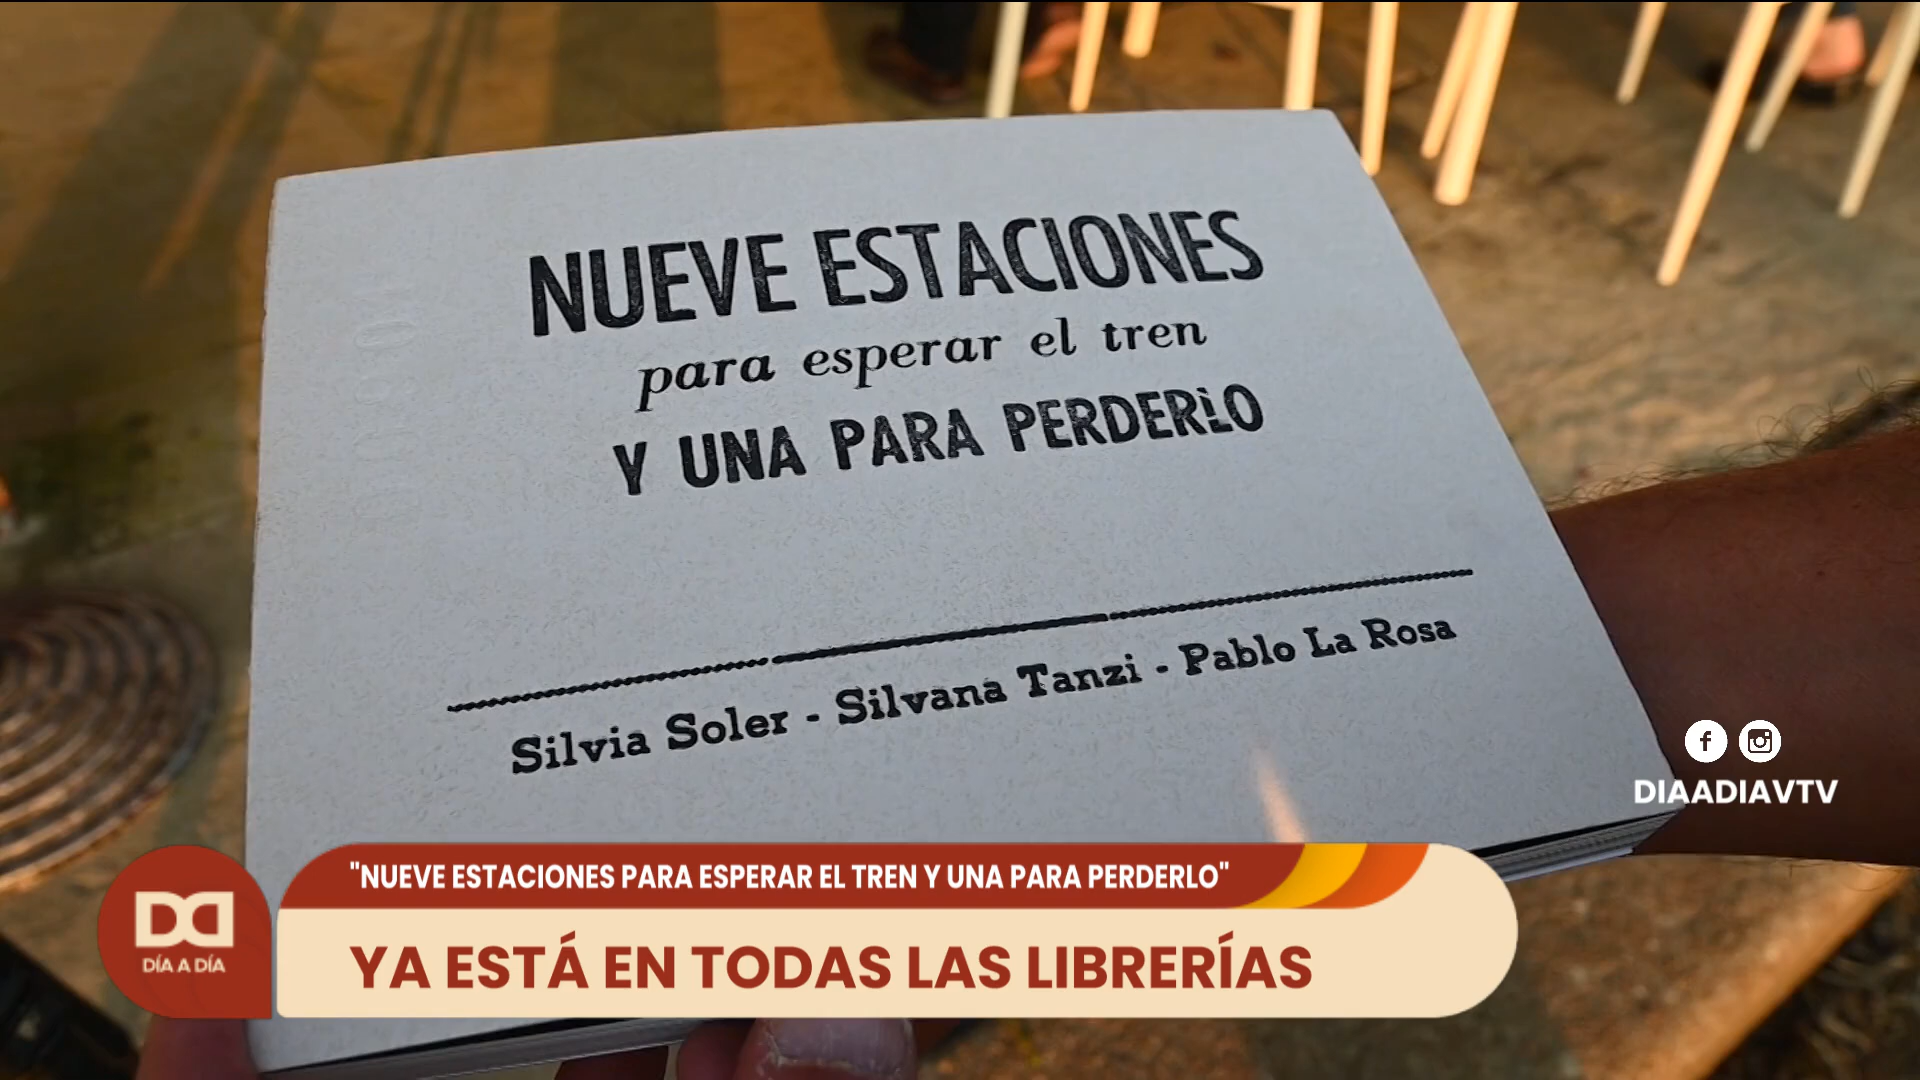 NUEVE ESTACIONES
para esperar el tren
Y UNA PARA PERDERLO
Silvia Soler - Silvana Tanzi - Pablo La Rosa
f
DIAADIAVTV
"NUEVE ESTACIONES PARA ESPERAR EL TREN Y UNA PARA PERDERLO"
YA ESTÁ EN TODAS LAS LIBRERÍAS
DÍA A DÍA